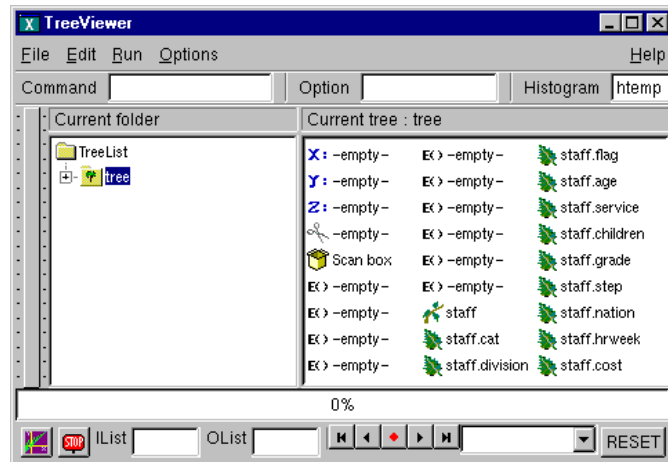 X TreeViewer
File Edit Run Options Help
Command Option Histogram htemp
Current folder Current tree : tree
TreeList
tree
X: -empty- E() -empty- staff.flag
Y: -empty- E() -empty- staff.age
Z: -empty- E() -empty- staff.service
-empty- E() -empty- staff.children
Scan box E() -empty- staff.grade
E() -empty- staff staff.step
E() -empty- staff.cat staff.nation
E() -empty- staff.division staff.hrweek
staff.cost
0%
STOP IList OList RESET